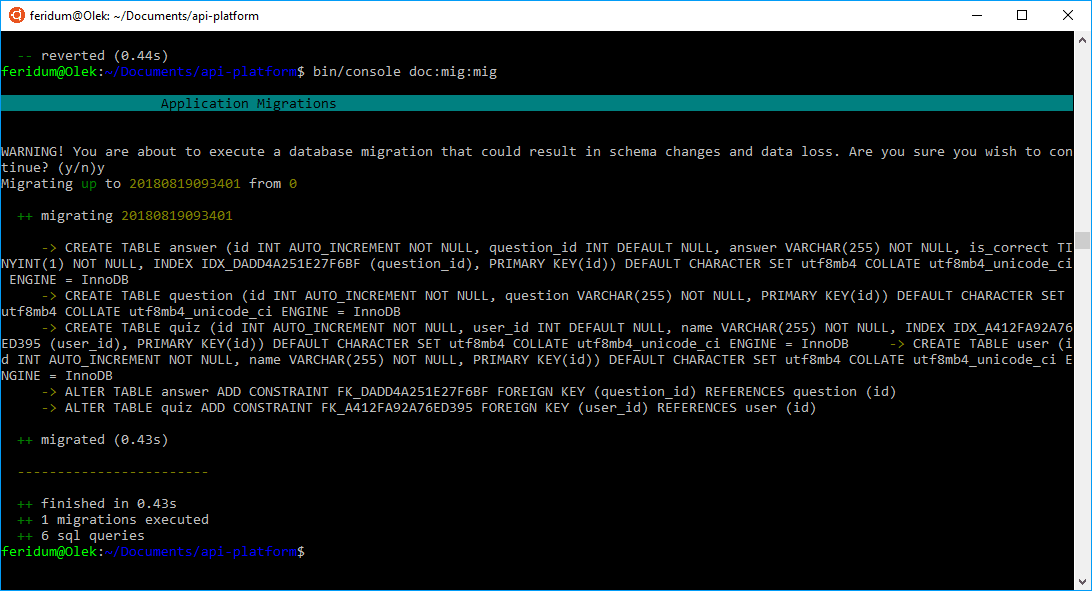 feridum@Olek: ~/Documents/api-platform
-- reverted (0.44s)
feridum@Olek:~/Documents/api-platform$ bin/console doc:mig:mig
Application Migrations
WARNING! You are about to execute a database migration that could result in schema changes and data loss. Are you sure you wish to con
tinue? (y/n)y
Migrating up to 20180819093401 from 0
++ migrating 20180819093401
-> CREATE TABLE answer (id INT AUTO_INCREMENT NOT NULL, question_id INT DEFAULT NULL, answer VARCHAR(255) NOT NULL, is_correct TI
NYINT(1) NOT NULL, INDEX IDX_DADD4A251E27F6BF (question_id), PRIMARY KEY(id)) DEFAULT CHARACTER SET utf8mb4 COLLATE utf8mb4_unicode_ci
ENGINE = InnoDB
-> CREATE TABLE question (id INT AUTO_INCREMENT NOT NULL, question VARCHAR(255) NOT NULL, PRIMARY KEY(id)) DEFAULT CHARACTER SET
utf8mb4 COLLATE utf8mb4_unicode_ci ENGINE = InnoDB
-> CREATE TABLE quiz (id INT AUTO_INCREMENT NOT NULL, user_id INT DEFAULT NULL, name VARCHAR(255) NOT NULL, INDEX IDX_A412FA92A76
ED395 (user_id), PRIMARY KEY(id)) DEFAULT CHARACTER SET utf8mb4 COLLATE utf8mb4_unicode_ci ENGINE = InnoDB     -> CREATE TABLE user (i
d INT AUTO_INCREMENT NOT NULL, name VARCHAR(255) NOT NULL, PRIMARY KEY(id)) DEFAULT CHARACTER SET utf8mb4 COLLATE utf8mb4_unicode_ci E
NGINE = InnoDB
-> ALTER TABLE answer ADD CONSTRAINT FK_DADD4A251E27F6BF FOREIGN KEY (question_id) REFERENCES question (id)
-> ALTER TABLE quiz ADD CONSTRAINT FK_A412FA92A76ED395 FOREIGN KEY (user_id) REFERENCES user (id)
++ migrated (0.43s)
------------------------
++ finished in 0.43s
++ 1 migrations executed
++ 6 sql queries
feridum@Olek:~/Documents/api-platform$